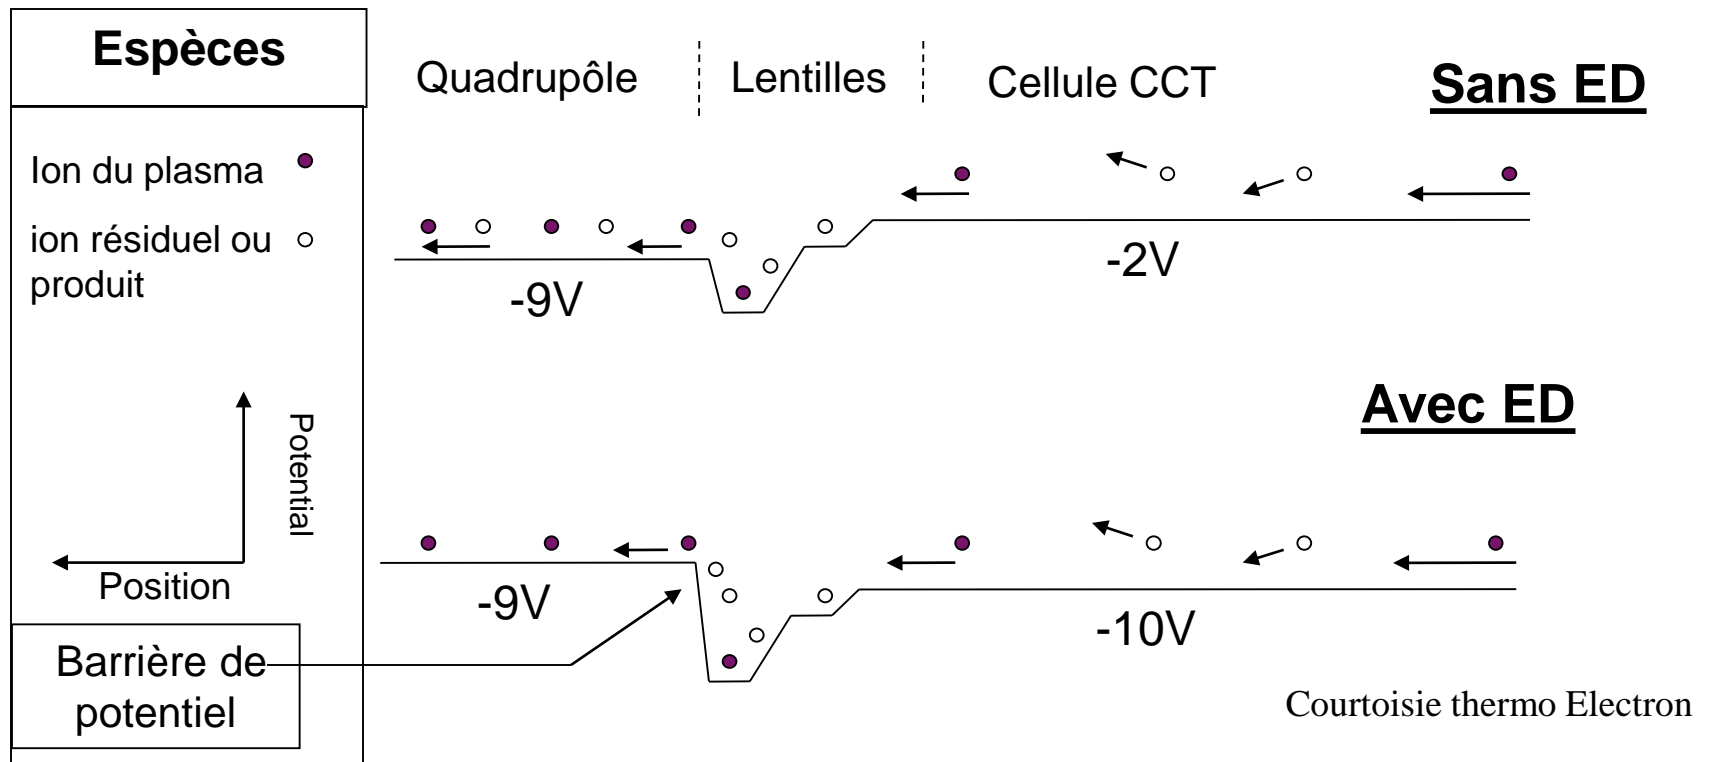 Espèces
Quadrupôle
Lentilles
Cellule CCT
Sans ED
Ion du plasma
ion résiduel ou
produit
-9V
-2V
Avec ED
Potential
Position
-9V
-10V
Barrière de
potentiel
Courtoisie thermo Electron